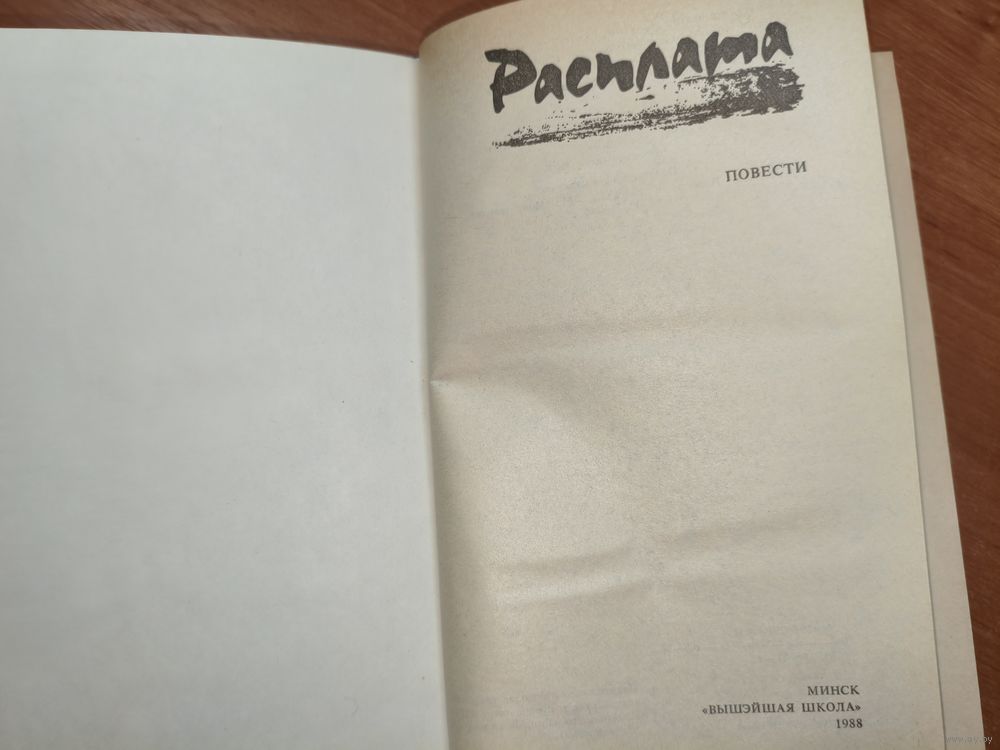 Расплата
ПОВЕСТИ
МИНСК
«ВЫШЭЙШАЯ ШКОЛА»
1988